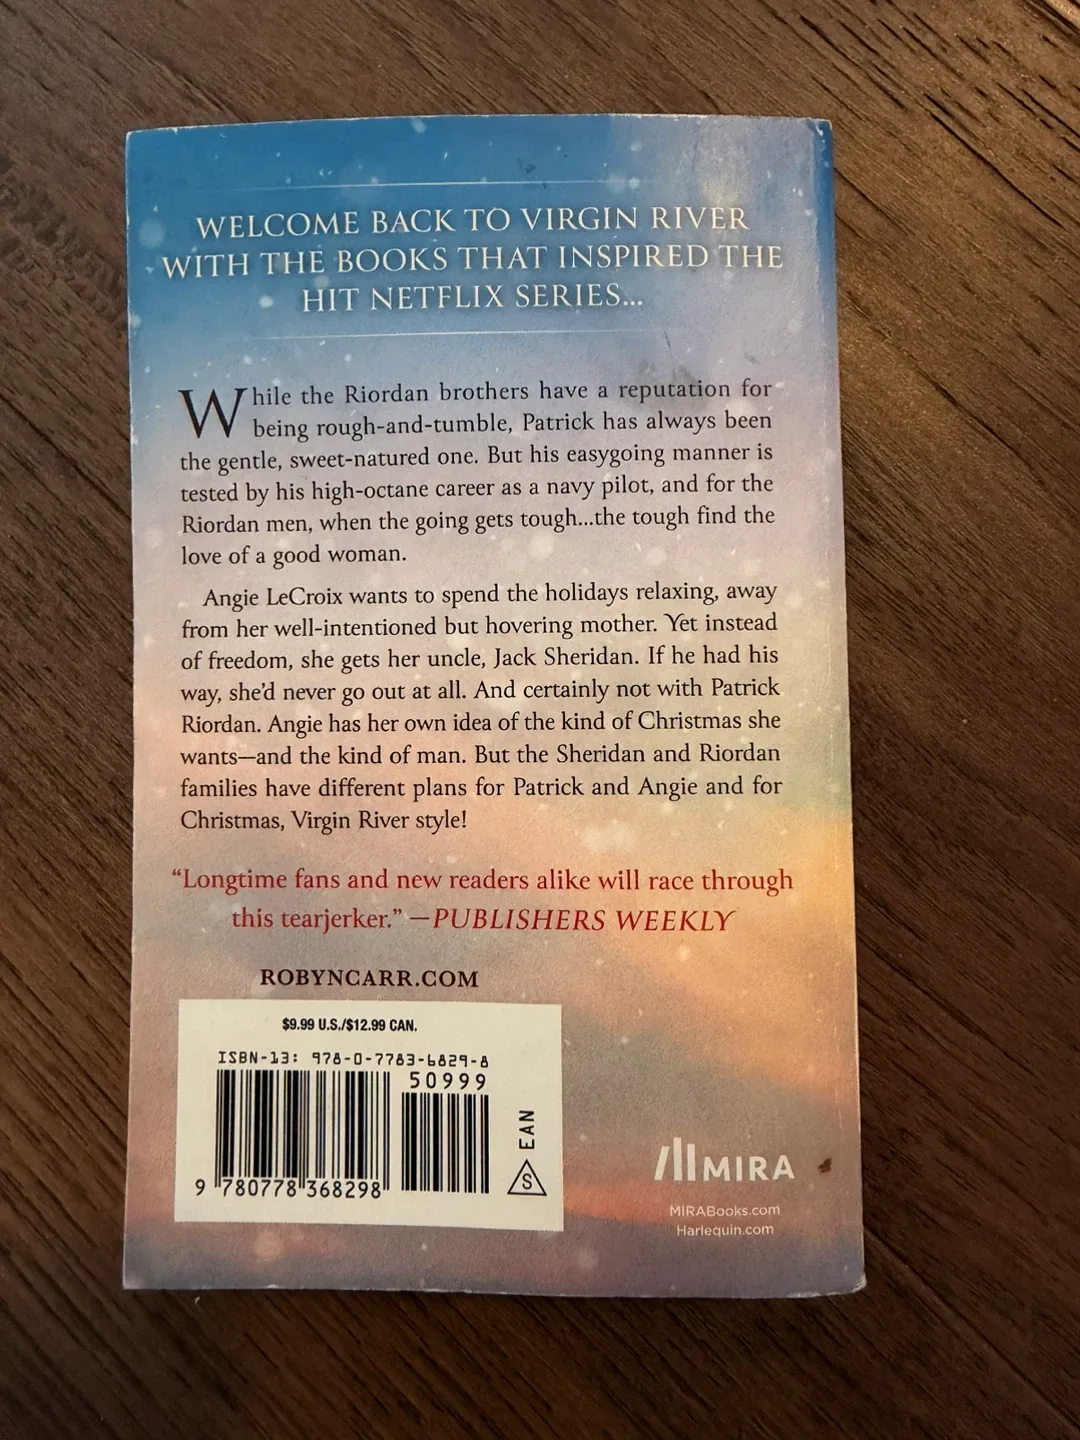 WELCOME BACK TO VIRGIN RIVER
WITH THE BOOKS THAT INSPIRED THE
HIT NETFLIX SERIES...
While the Riordan brothers have a reputation for
being rough-and-tumble, Patrick has always been
the gentle, sweet-natured one. But his easygoing manner is
tested by his high-octane career as a navy pilot, and for the
Riordan men, when the going gets tough...the tough find the
love of a good woman.
Angie LeCroix wants to spend the holidays relaxing, away
from her well-intentioned but hovering mother. Yet instead
of freedom, she gets her uncle, Jack Sheridan. If he had his
way, she'd never go out at all. And certainly not with Patrick
Riordan. Angie has her own idea of the kind of Christmas she
wants—and the kind of man. But the Sheridan and Riordan
families have different plans for Patrick and Angie and for
Christmas, Virgin River style!
“Longtime fans and new readers alike will race through
this tearjerker.” —PUBLISHERS WEEKLY
ROBYNCARR.COM
$9.99 U.S./$12.99 CAN.
ISBN-13: 978-0-7783-6829-8
50999
EAN
S
9 780778 368298
MIRA
MIRABooks.com
Harlequin.com